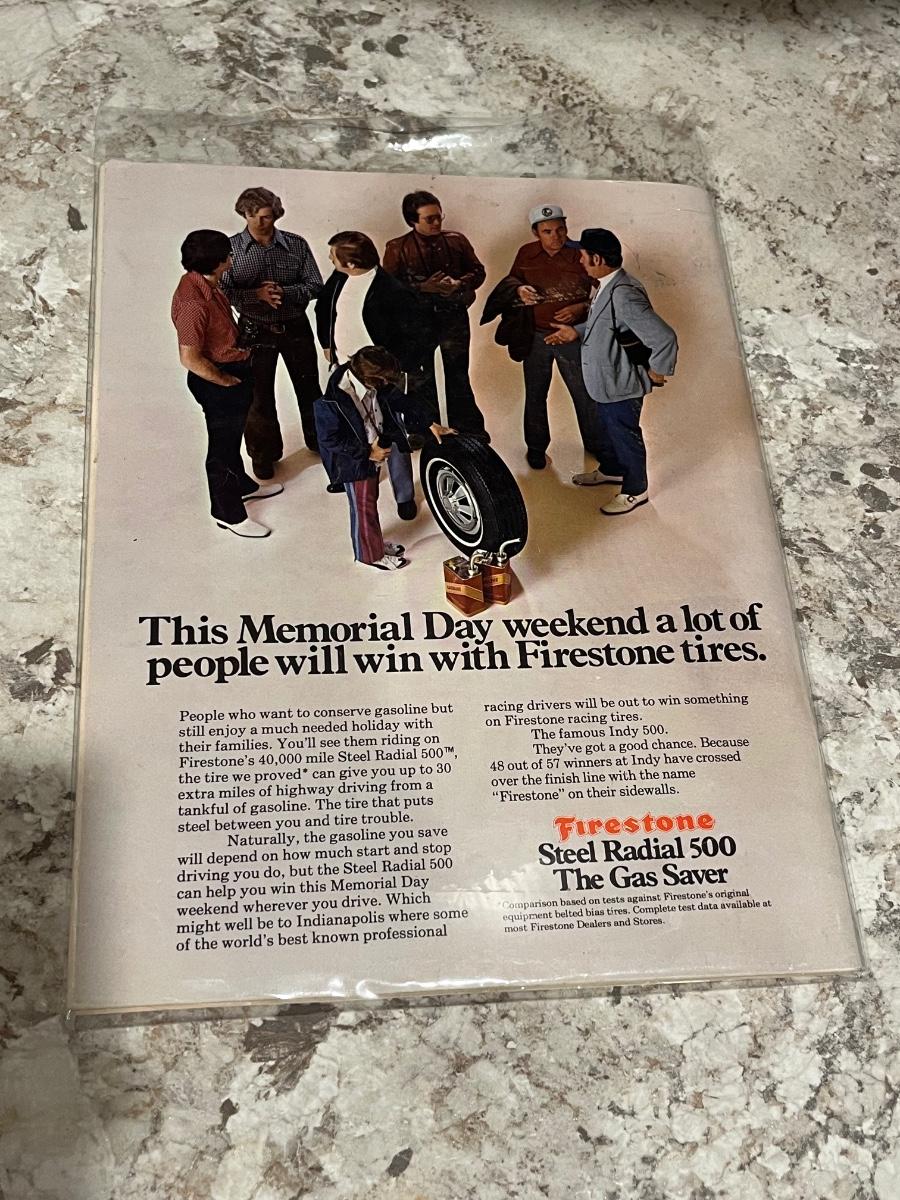 This Memorial Day weekend a lot of
people will win with Firestone tires.
People who want to conserve gasoline but
still enjoy a much needed holiday with
their families. You'll see them riding on
Firestone's 40,000 mile Steel Radial 500™,
the tire we proved* can give you up to 30
extra miles of highway driving from a
tankful of gasoline. The tire that puts
steel between you and tire trouble.
Naturally, the gasoline you save
will depend on how much start and stop
driving you do, but the Steel Radial 500
can help you win this Memorial Day
weekend wherever you drive. Which
might well be to Indianapolis where some
of the world's best known professional
racing drivers will be out to win something
on Firestone racing tires.
The famous Indy 500.
They've got a good chance. Because
48 out of 57 winners at Indy have crossed
over the finish line with the name
“Firestone” on their sidewalls.
Firestone
Steel Radial 500
The Gas Saver
*Comparison based on tests against Firestone's original
equipment belted bias tires. Complete test data available at
most Firestone Dealers and Stores.